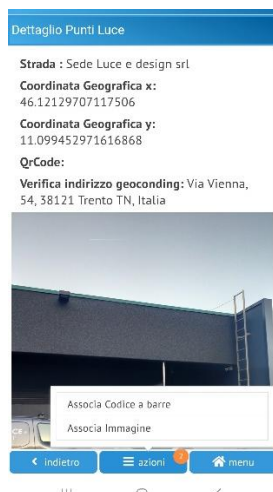 Dettaglio Punti Luce
Strada : Sede Luce e design srl
Coordinata Geografica x:
46.12129707117506
Coordinata Geografica y:
11.099452971616868
QrCode:
Verifica indirizzo geoconding: Via Vienna,
54, 38121 Trento TN, Italia
Associa Codice a barre
Associa Immagine
indietro
azioni
menu